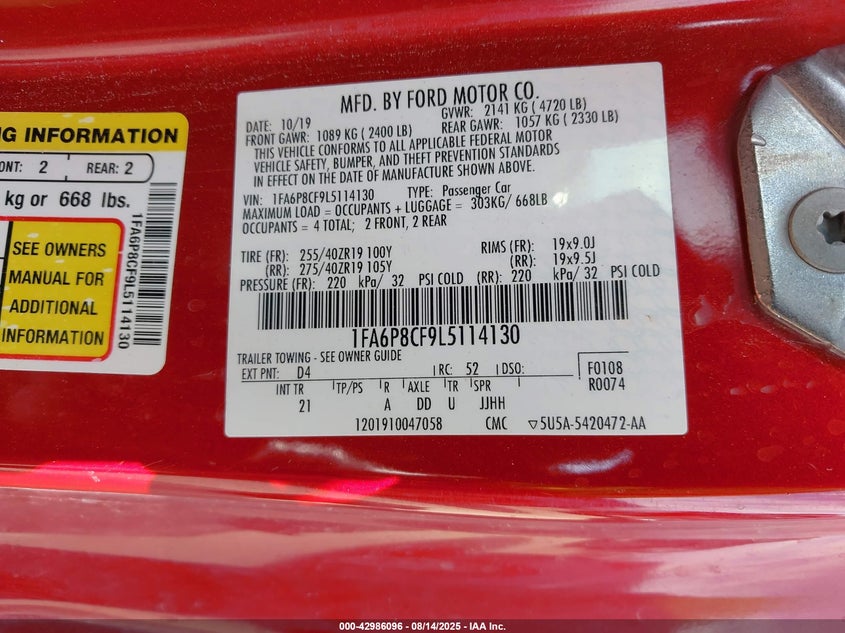 NG INFORMATION
ONT: 2 REAR: 2
kg or 668 lbs.
SEE OWNERS
MANUAL FOR
ADDITIONAL
INFORMATION
1FA6P8CF9L5114130
MFD. BY FORD MOTOR CO.
DATE: 10/19 GVWR: 2141 KG ( 4720 LB)
FRONT GAWR: 1089 KG ( 2400 LB) REAR GAWR: 1057 KG ( 2330 LB)
THIS VEHICLE CONFORMS TO ALL APPLICABLE FEDERAL MOTOR
VEHICLE SAFETY, BUMPER, AND THEFT PREVENTION STANDARDS
IN EFFECT ON THE DATE OF MANUFACTURE SHOWN ABOVE.
VIN: 1FA6P8CF9L5114130 TYPE: Passenger Car
MAXIMUM LOAD = OCCUPANTS + LUGGAGE = 303KG/ 668LB
OCCUPANTS = 4 TOTAL; 2 FRONT, 2 REAR
TIRE (FR): 255/40ZR19 100Y RIMS (FR): 19x9.0J
(RR): 275/40ZR19 105Y (RR): 19x9.5J
PRESSURE (FR): 220 kPa/ 32 PSI COLD (RR): 220 kPa/ 32 PSI COLD
1FA6P8CF9L5114130
TRAILER TOWING - SEE OWNER GUIDE
EXT PNT: D4 RC: 52 DSO: F0108
R0074
INT TR TP/PS R AXLE TR SPR
21 A DD U JJHH
1201910047058 CMC ▽5U5A-5420472-AA
000-42986096 - 08/14/2025 - IAA Inc.